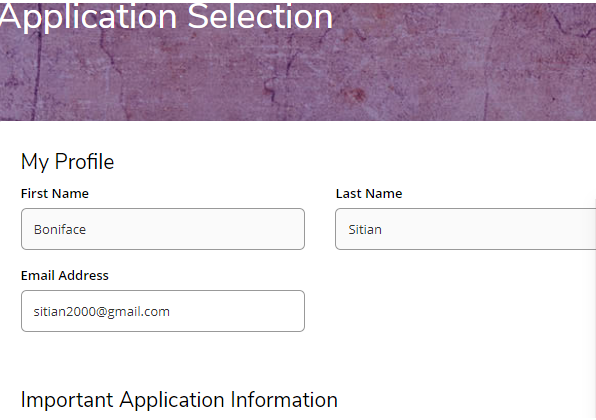 Application Selection
My Profile
First Name Last Name
Boniface Sitian
Email Address
sitian2000@gmail.com
Important Application Information